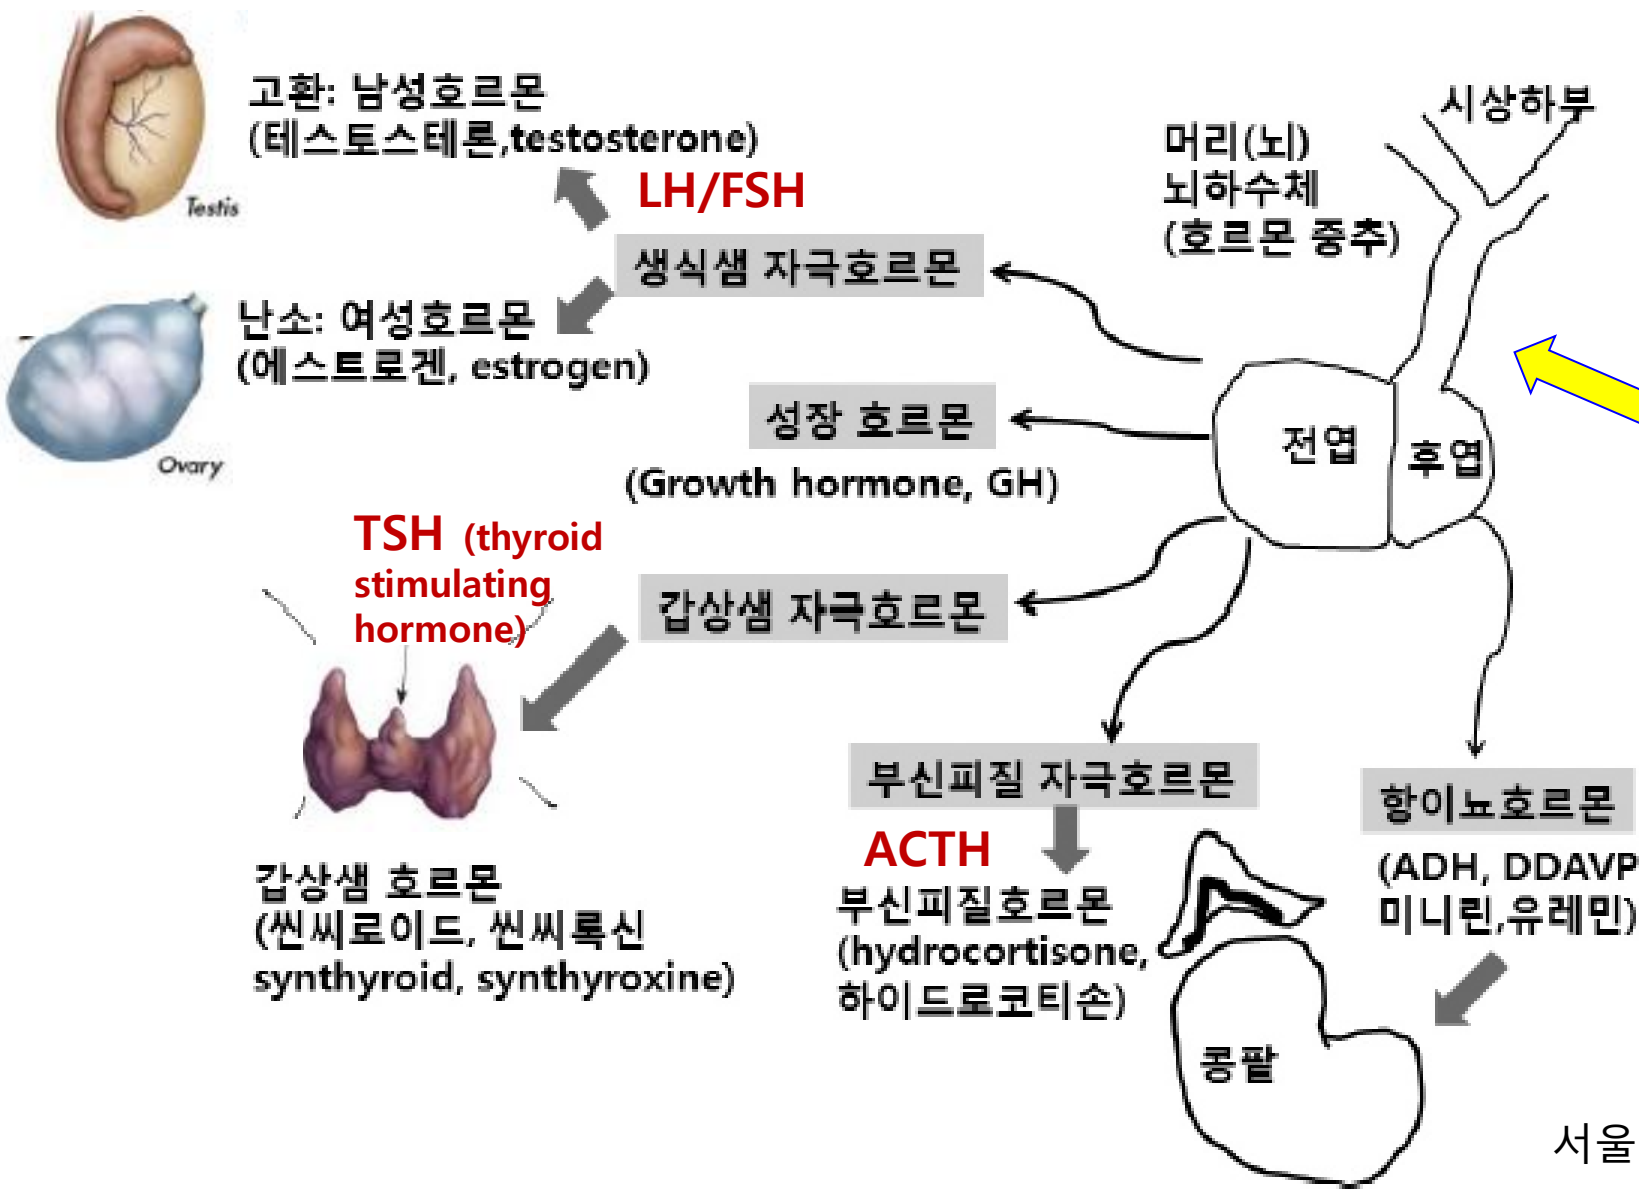 고환: 남성호르몬
(테스토스테론,testosterone)
Testis
LH/FSH
생식샘 자극호르몬
난소: 여성호르몬
(에스트로겐, estrogen)
Ovary
시상하부
머리(뇌)
뇌하수체
(호르몬 중추)
전엽
후엽
성장 호르몬
(Growth hormone, GH)
TSH (thyroid
stimulating
hormone)
갑상샘 자극호르몬
갑상샘 호르몬
(씬씨로이드, 씬씨록신
synthyroid, synthyroxine)
부신피질 자극호르몬
ACTH
부신피질호르몬
(hydrocortisone,
하이드로코티손)
항이뇨호르몬
(ADH, DDAVP
미니린,유레민)
콩팥
서울